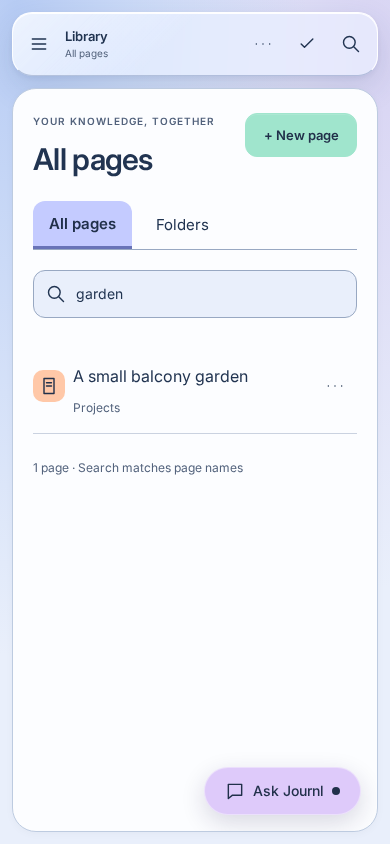 Library
All pages
YOUR KNOWLEDGE, TOGETHER
All pages
+ New page
All pages
Folders
garden
A small balcony garden
Projects
1 page · Search matches page names
Ask Journl